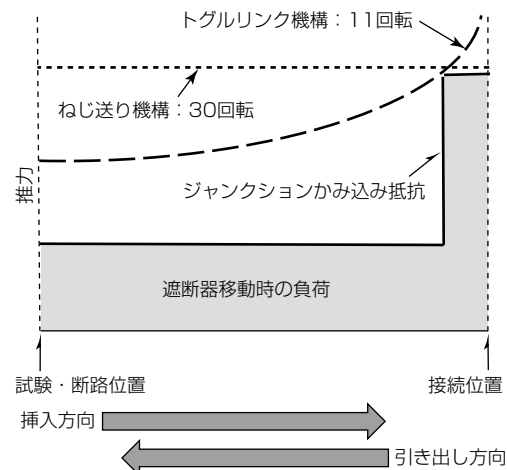 トグルリンク機構：11回転
ねじ送り機構：30回転
推力
ジャンクションかみ込み抵抗
遮断器移動時の負荷
試験・断路位置
接続位置
挿入方向
引き出し方向